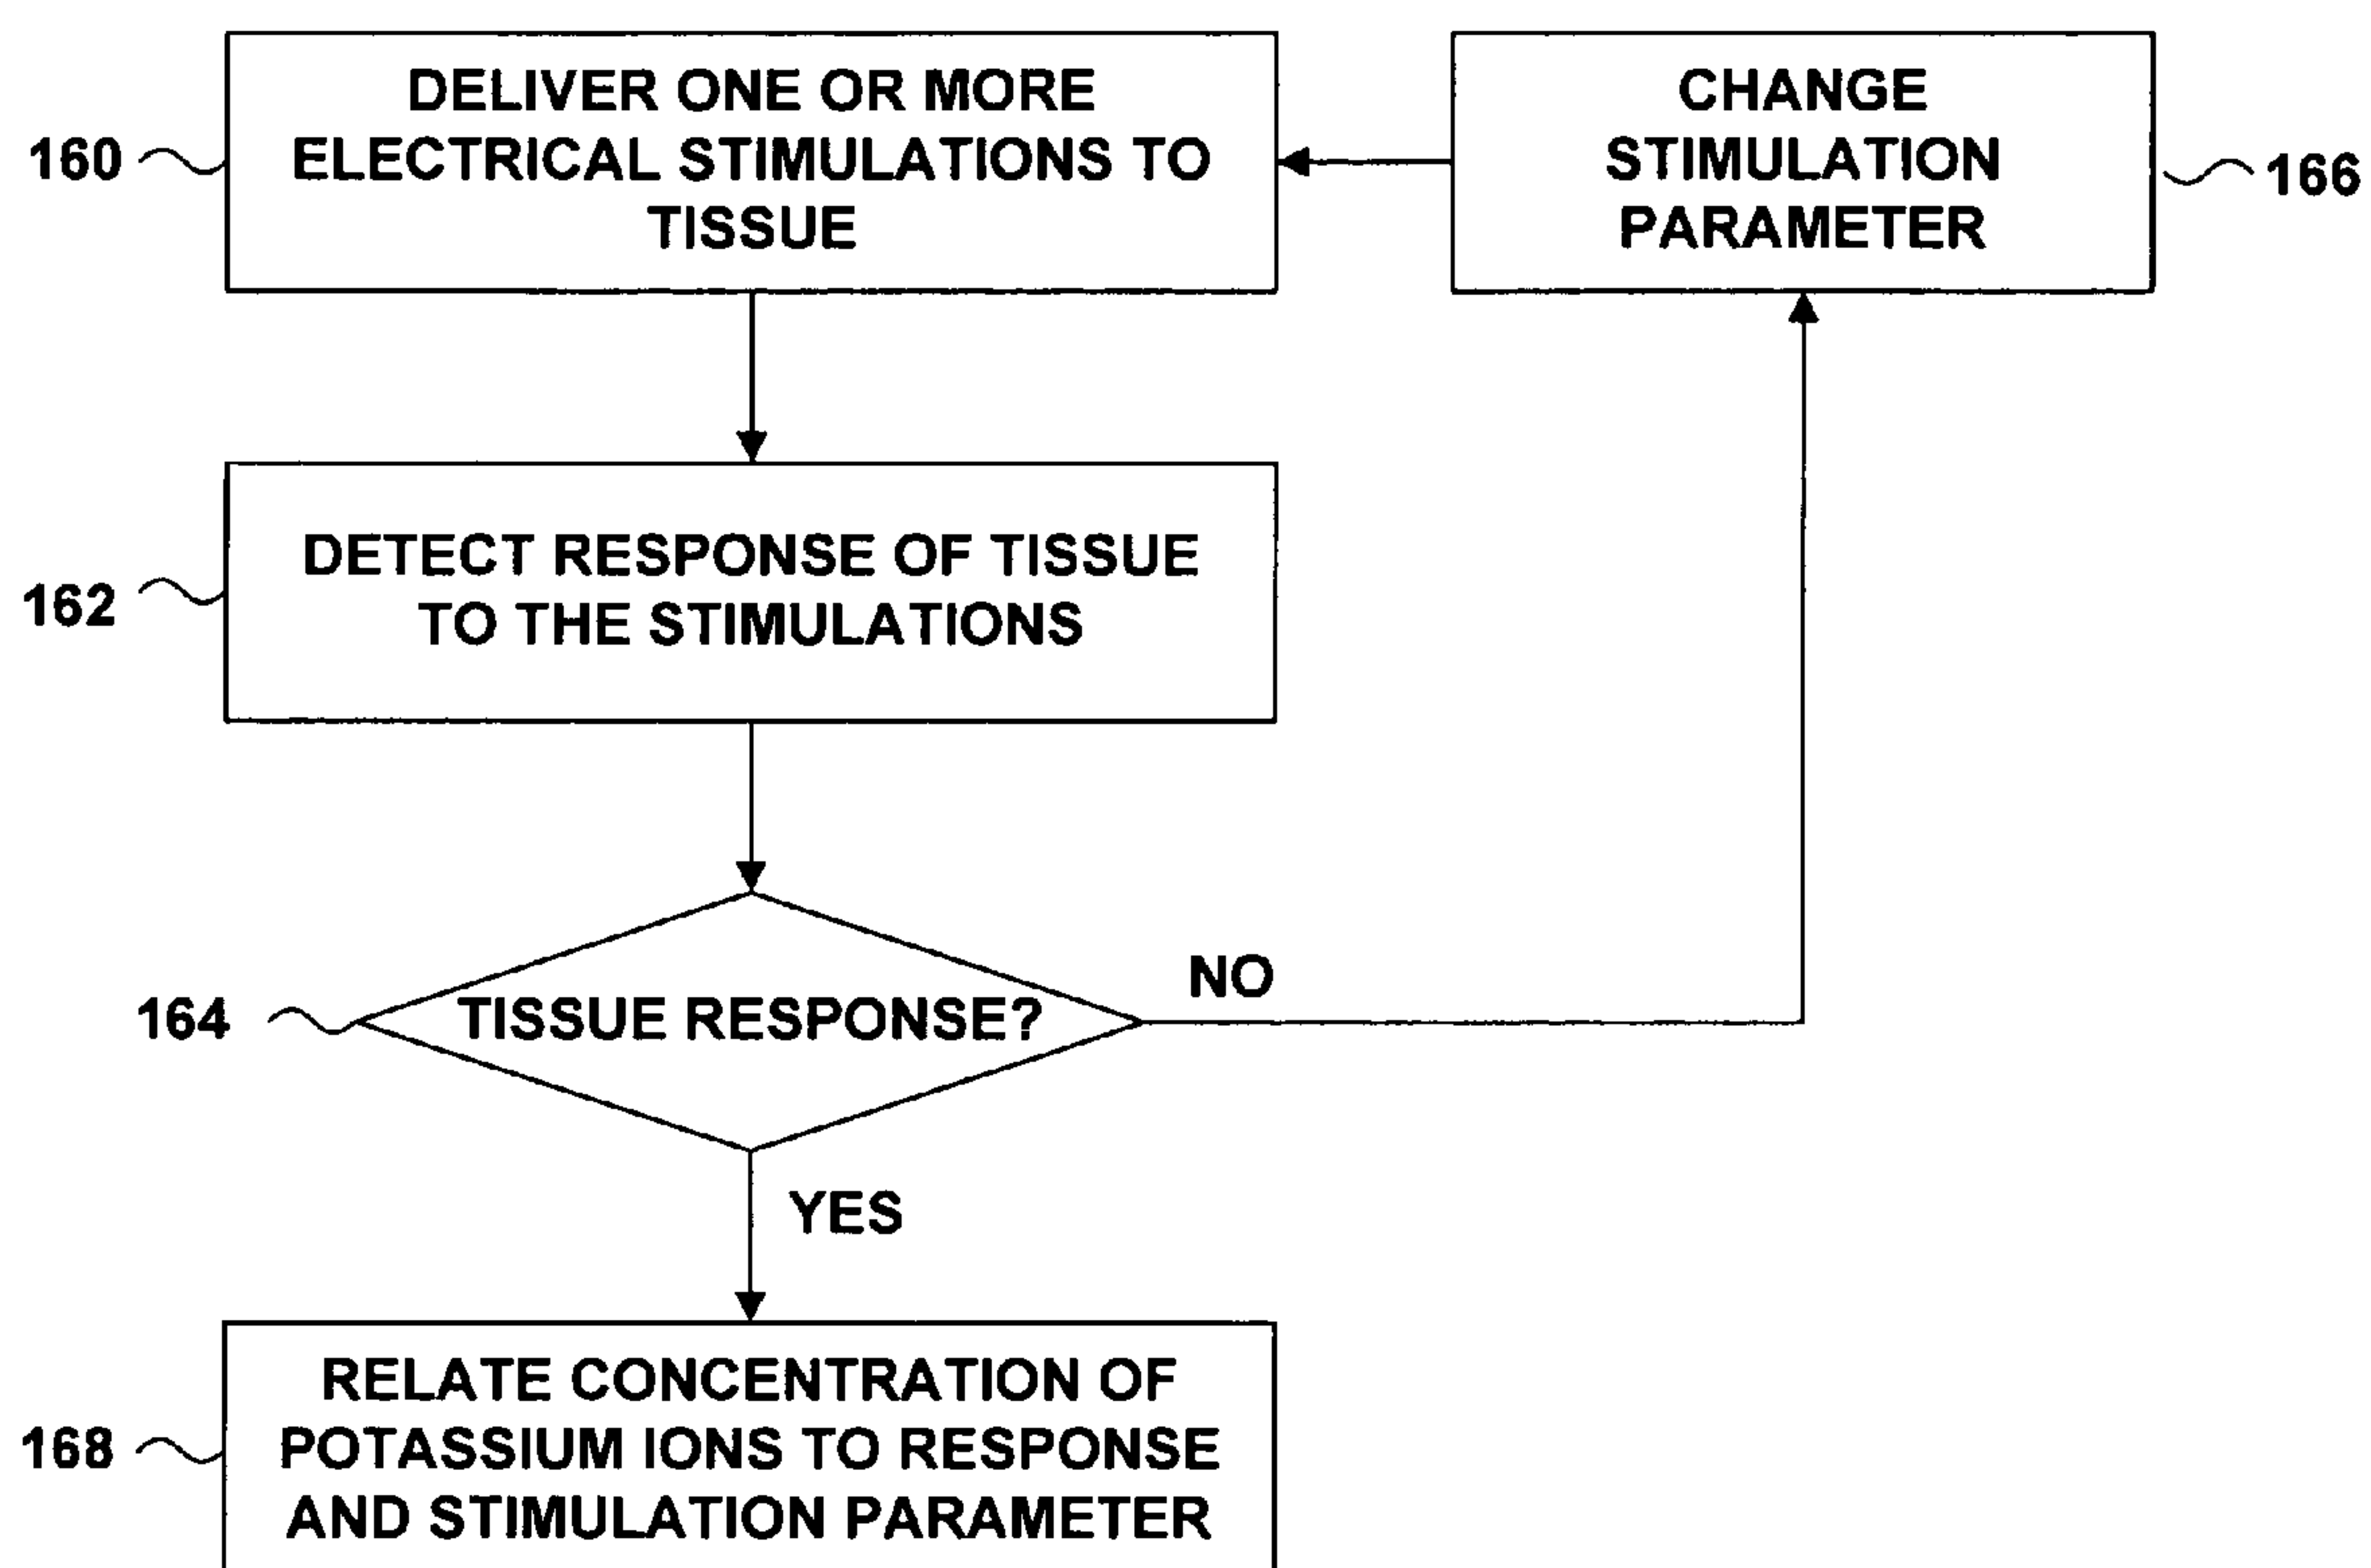 160
DELIVER ONE OR MORE
ELECTRICAL STIMULATIONS TO
TISSUE
CHANGE
STIMULATION
PARAMETER
166
162
DETECT RESPONSE OF TISSUE
TO THE STIMULATIONS
164
TISSUE RESPONSE?
NO
YES
168
RELATE CONCENTRATION OF
POTASSIUM IONS TO RESPONSE
AND STIMULATION PARAMETER